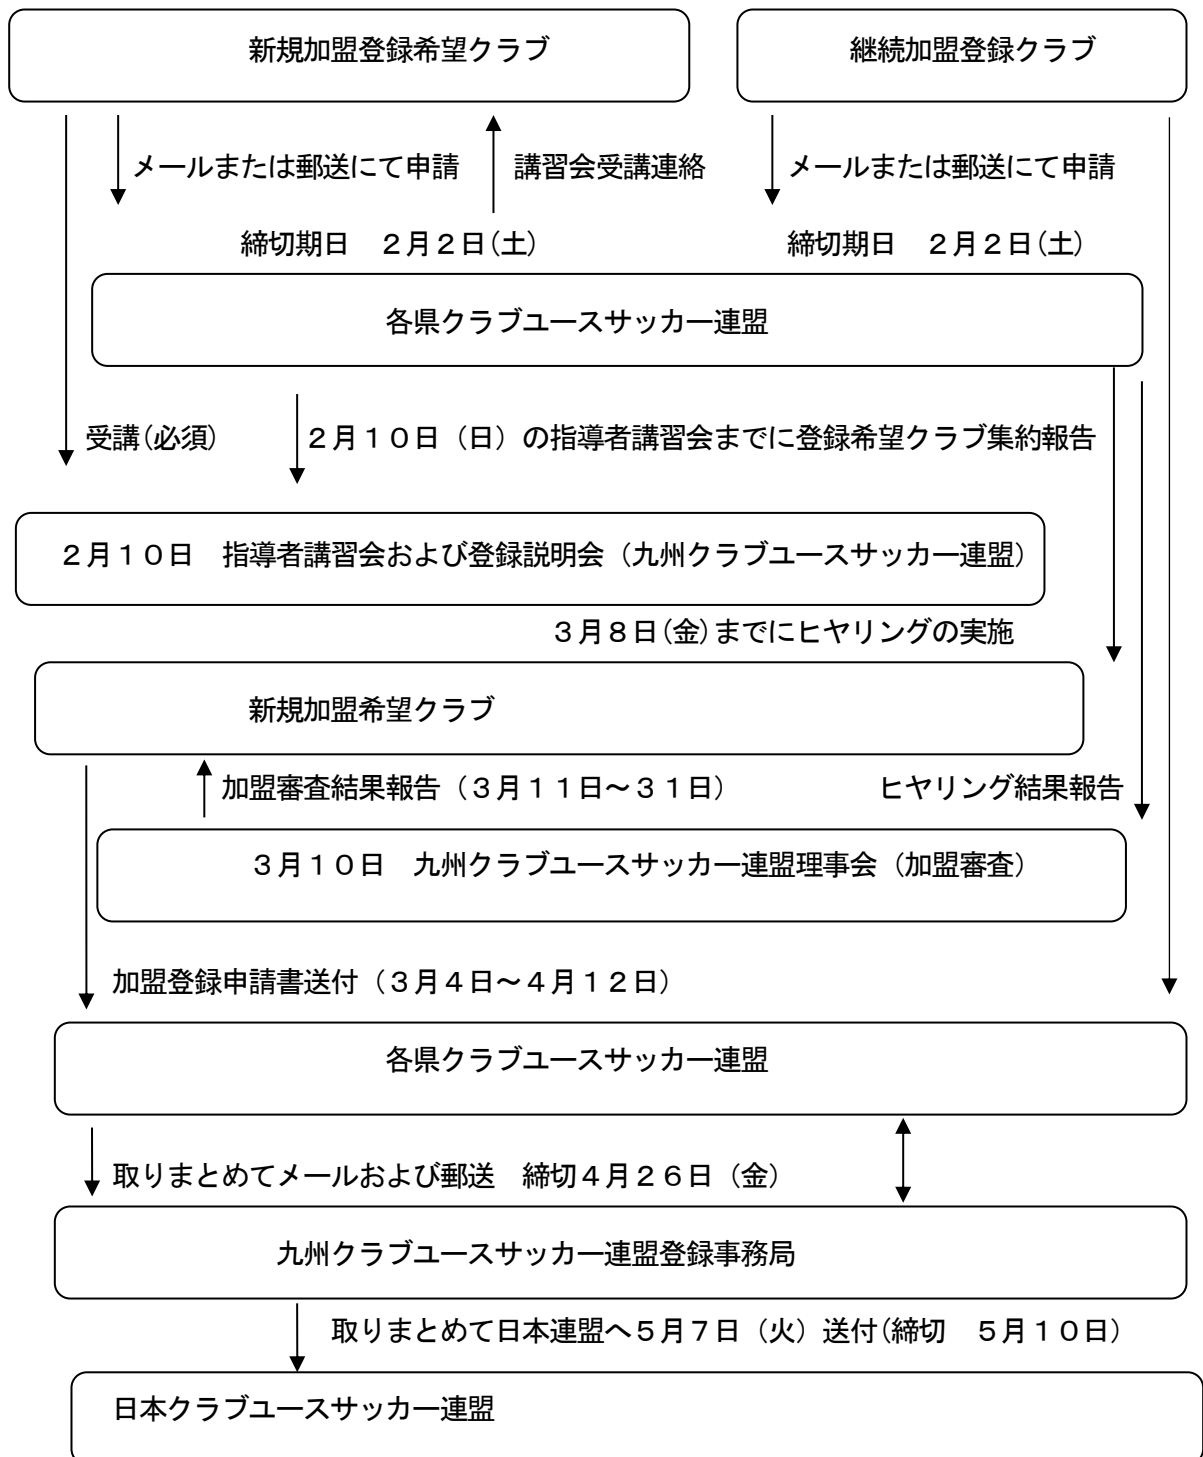 新規加盟登録希望クラブ
継続加盟登録クラブ
メールまたは郵送にて申請
講習会受講連絡
メールまたは郵送にて申請
締切期日　２月２日(土)
締切期日　２月２日(土)
各県クラブユースサッカー連盟
受講(必須)
２月１０日（日）の指導者講習会までに登録希望クラブ集約報告
２月１０日　指導者講習会および登録説明会（九州クラブユースサッカー連盟）
３月８日(金)までにヒヤリングの実施
新規加盟希望クラブ
加盟審査結果報告（３月１１日～３１日）
ヒヤリング結果報告
３月１０日　九州クラブユースサッカー連盟理事会（加盟審査）
加盟登録申請書送付（３月４日～４月１２日）
各県クラブユースサッカー連盟
取りまとめてメールおよび郵送　締切４月２６日（金）
九州クラブユースサッカー連盟登録事務局
取りまとめて日本連盟へ５月７日（火）送付(締切　５月１０日）
日本クラブユースサッカー連盟